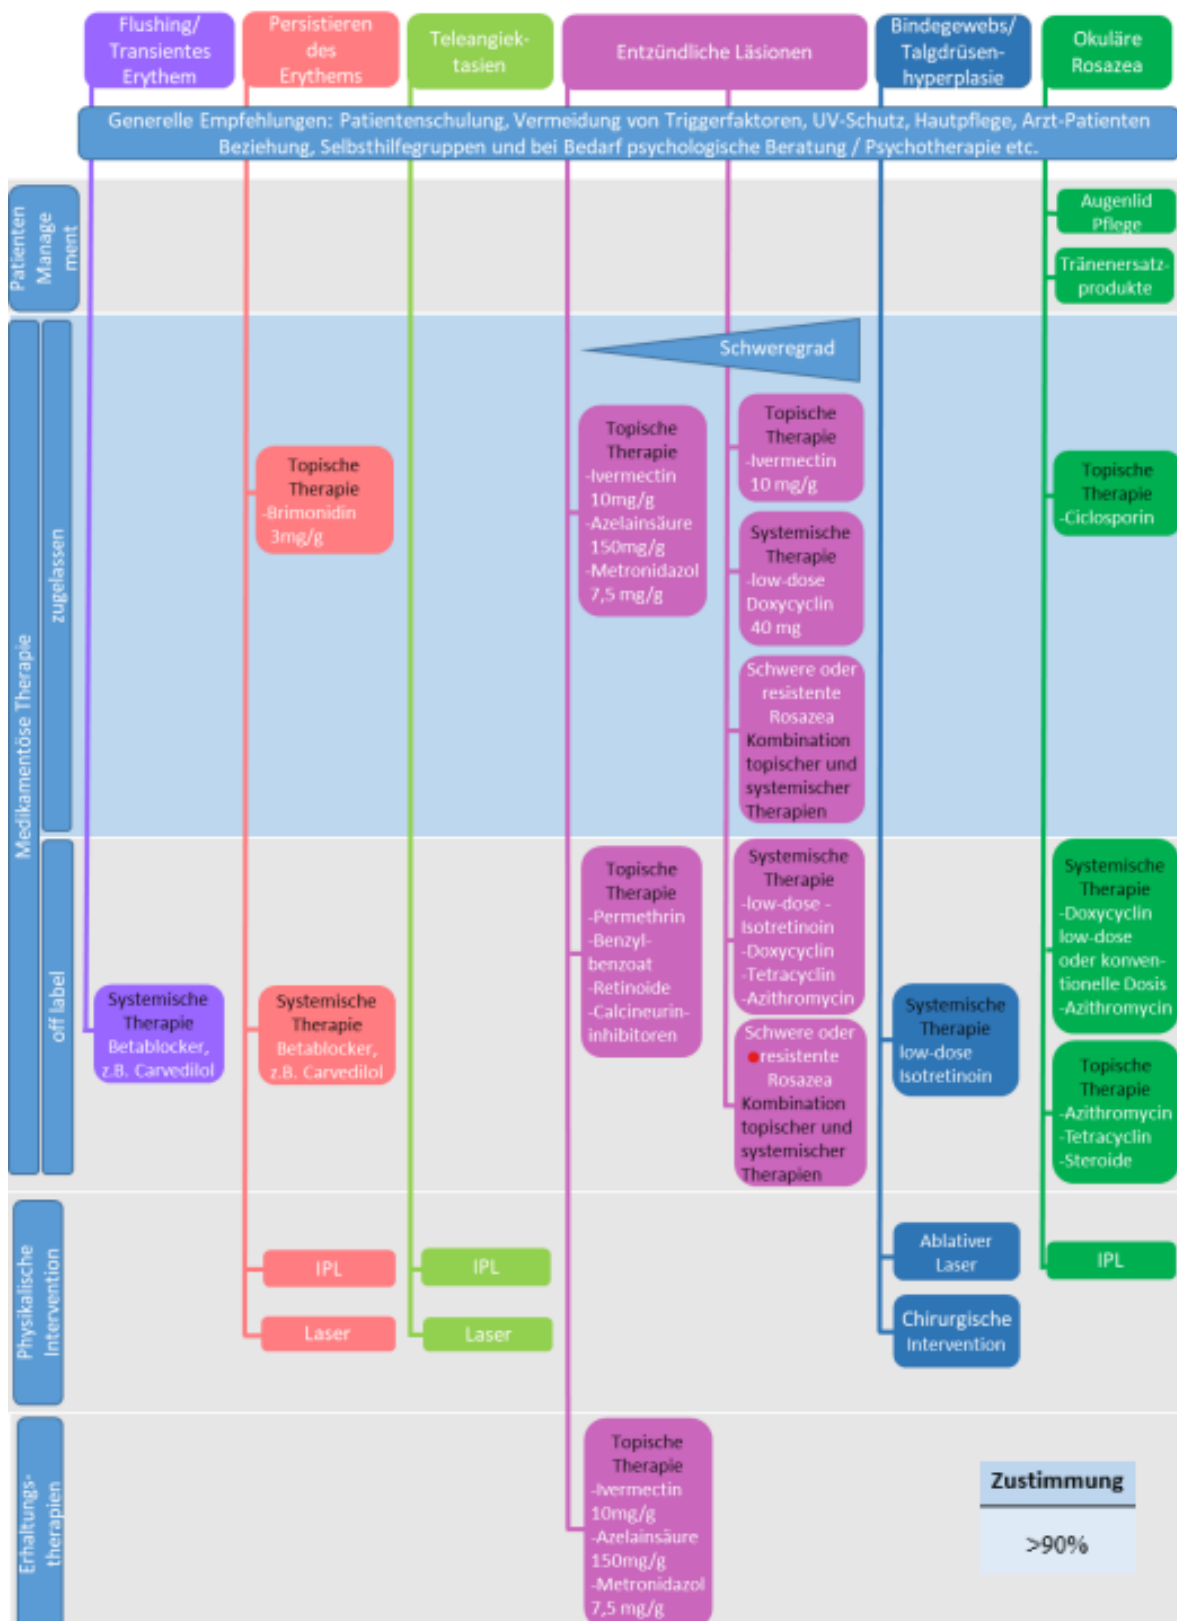 Flushing/
Transientes
Erythem
Persistieren
des
Erythems
Teleangiek-
tasien
Entzündliche Läsionen
Bindegewebs/
Talgdrüsen-
hyperplasie
Okuläre
Rosazea
Generelle Empfehlungen: Patientenschulung, Vermeidung von Triggerfaktoren, UV-Schutz, Hautpflege, Arzt-Patienten
Beziehung, Selbsthilfegruppen und bei Bedarf psychologische Beratung / Psychotherapie etc.
Patienten
Manage
ment
Augenlid
Pflege
Tränenersatz-
produkte
Medikamentöse Therapie
zugelassen
Schweregrad
Topische
Therapie
-Brimonidin
3mg/g
Topische
Therapie
-Ivermectin
10mg/g
-Azelainsäure
150mg/g
-Metronidazol
7,5 mg/g
Topische
Therapie
-Ivermectin
10 mg/g
Systemische
Therapie
-low-dose
Doxycyclin
40 mg
Schwere oder
resistente
Rosazea
Kombination
topischer und
systemischer
Therapien
Topische
Therapie
-Ciclosporin
off label
Systemische
Therapie
Betablocker,
z.B. Carvedilol
Systemische
Therapie
Betablocker,
z.B. Carvedilol
Topische
Therapie
-Permethrin
-Benzyl-
benzoat
-Retinoide
-Calcineurin-
inhibitoren
Systemische
Therapie
-low-dose -
Isotretinoin
-Doxycyclin
-Tetracyclin
-Azithromycin
Schwere oder
resistente
Rosazea
Kombination
topischer und
systemischer
Therapien
Systemische
Therapie
low-dose
Isotretinoin
Systemische
Therapie
-Doxycyclin
low-dose
oder konven-
tionelle Dosis
-Azithromycin
Topische
Therapie
-Azithromycin
-Tetracyclin
-Steroide
Physikalische
Intervention
IPL
Laser
IPL
Laser
Ablativer
Laser
Chirurgische
Intervention
IPL
Erhaltungs-
therapien
Topische
Therapie
-Ivermectin
10mg/g
-Azelainsäure
150mg/g
-Metronidazol
7,5 mg/g
Zustimmung
>90%